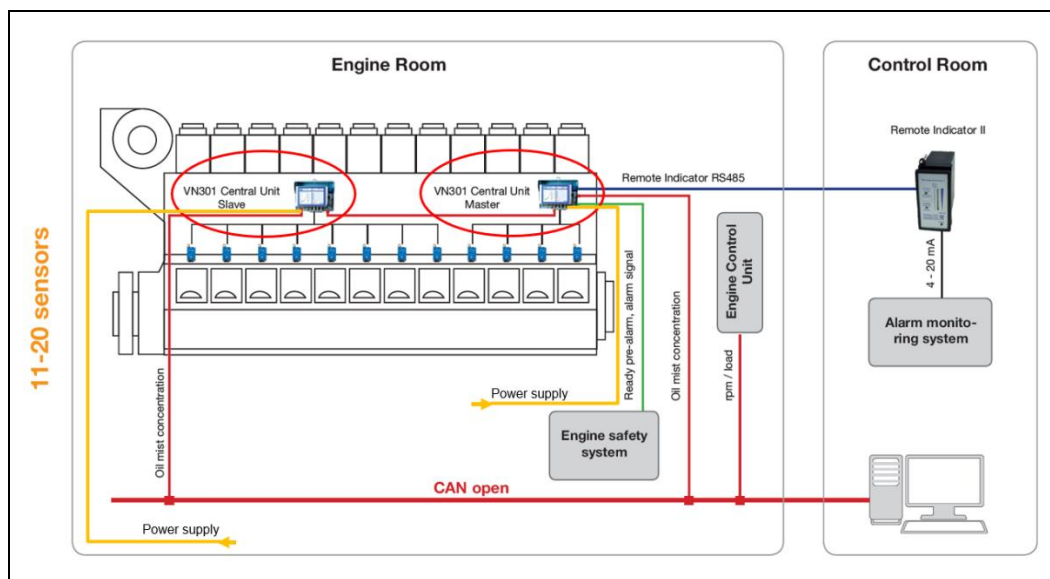 Engine Room
Control Room
11-20 sensors
VN301 Central Unit
Slave
VN301 Central Unit
Master
Remote Indicator RS485
Remote Indicator II
Engine Control
Unit
4 - 20 mA
Alarm monito-
ring system
Oil mist concentration
Ready pre-alarm, alarm signal
Oil mist concentration
rpm / load
Power supply
Engine safety
system
CAN open
Power supply